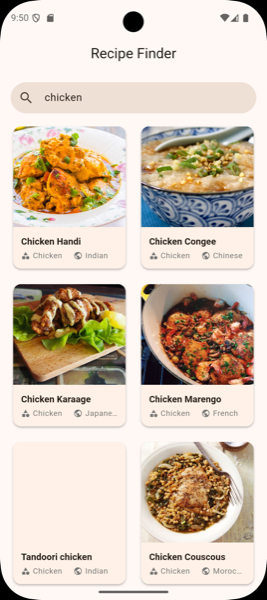 9:50
Recipe Finder
chicken
Chicken Handi
Chicken Indian
Chicken Congee
Chicken Chinese
Chicken Karaage
Chicken Japane...
Chicken Marengo
Chicken French
Tandoori chicken
Chicken Indian
Chicken Couscous
Chicken Moroc...